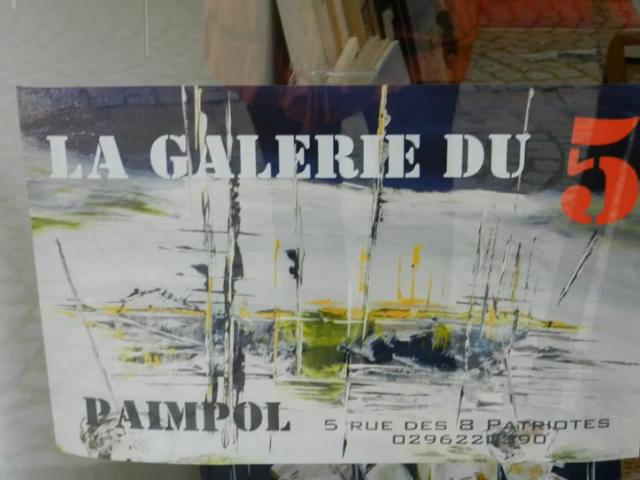 LA GALERIE DU 5
PAIMPOL
5 RUE DES 8 PATRIOTES